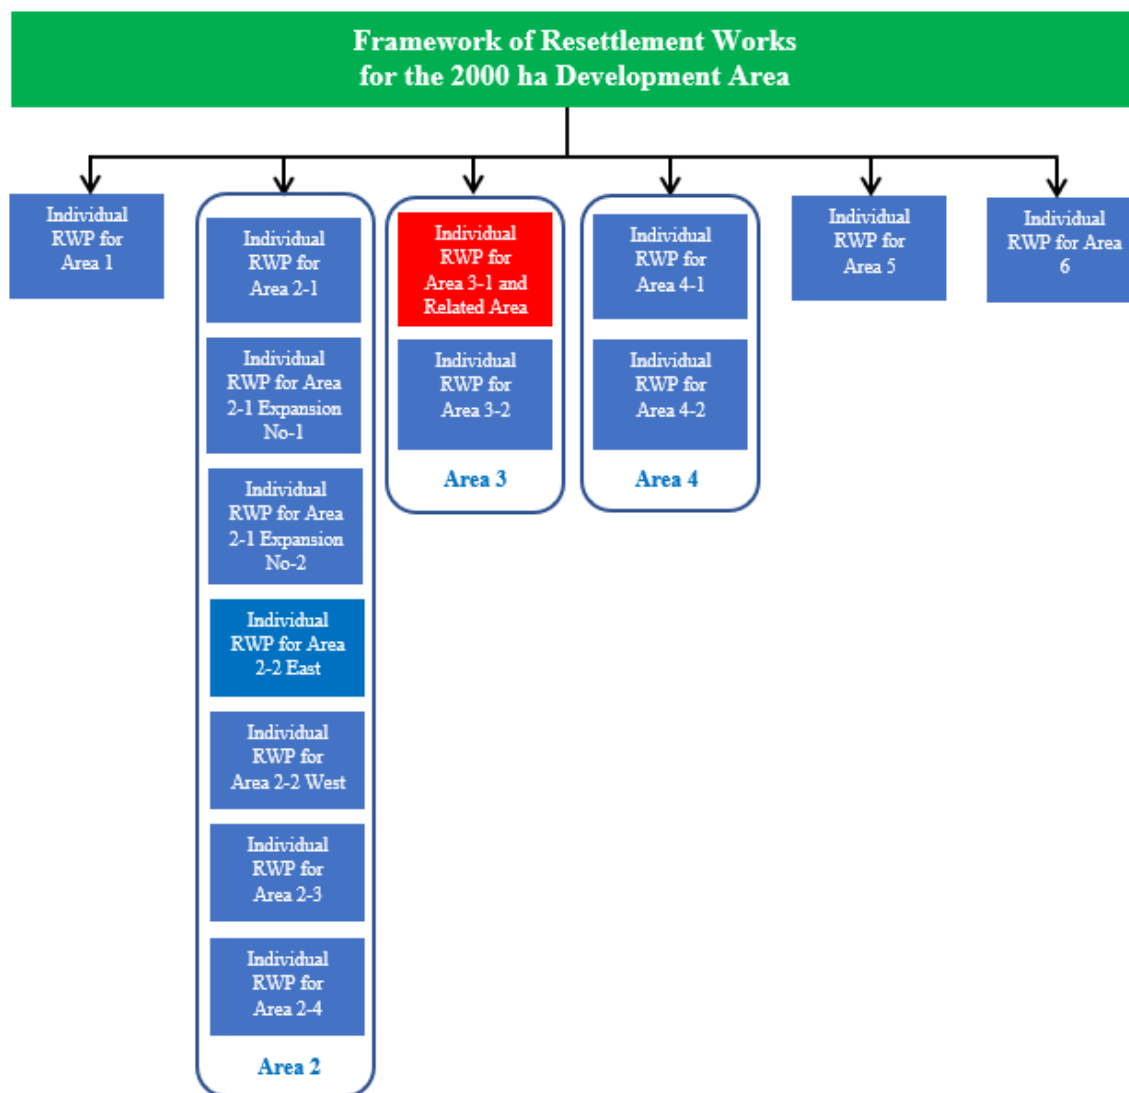 Framework of Resettlement Works
for the 2000 ha Development Area
Individual
RWP for
Area 1
Individual
RWP for
Area 2-1
Individual
RWP for Area
2-1 Expansion
No-1
Individual
RWP for Area
2-1 Expansion
No-2
Individual
RWP for Area
2-2 East
Individual
RWP for
Area 2-2 West
Individual
RWP for
Area 2-3
Individual
RWP for
Area 2-4
Area 2
Individual
RWP for
Area 3-1 and
Related Area
Individual
RWP for
Area 3-2
Area 3
Individual
RWP for
Area 4-1
Individual
RWP for
Area 4-2
Area 4
Individual
RWP for
Area 5
Individual
RWP for Area
6